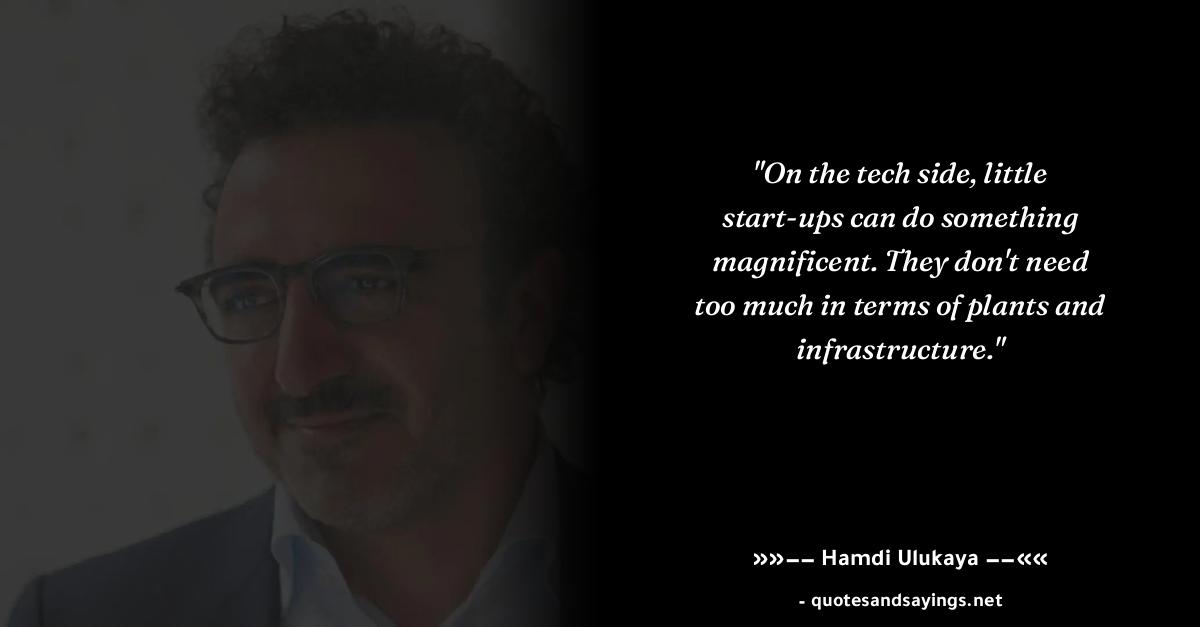 "On the tech side, little
start-ups can do something
magnificent. They don't need
too much in terms of plants and
infrastructure."
»»−− Hamdi Ulukaya −−««
- quotesandsayings.net